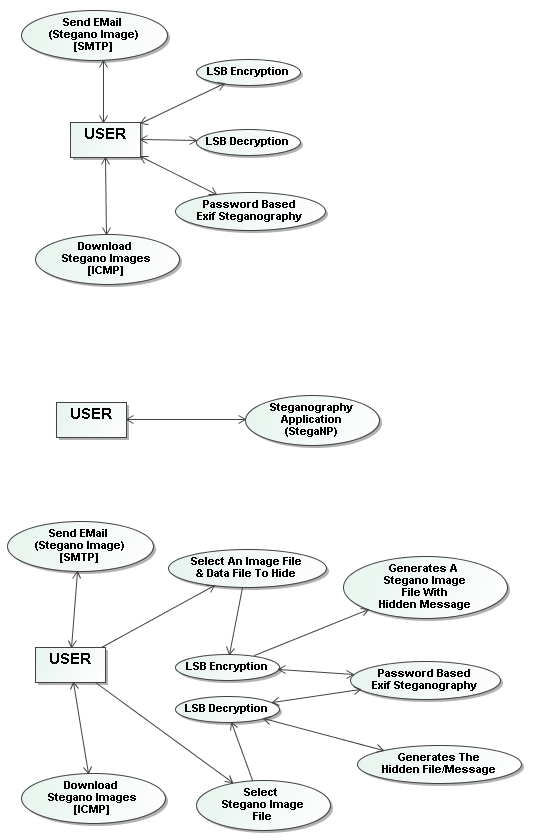 Send EMail
(Stegano Image)
[SMTP]
LSB Encryption
USER
LSB Decryption
Password Based
Exif Steganography
Download
Stegano Images
[ICMP]
USER
Steganography
Application
(StegaNP)
Send EMail
(Stegano Image)
[SMTP]
Select An Image File
& Data File To Hide
Generates A
Stegano Image
File With
Hidden Message
USER
LSB Encryption
Password Based
Exif Steganography
LSB Decryption
Generates The
Hidden File/Message
Download
Stegano Images
[ICMP]
Select
Stegano Image
File